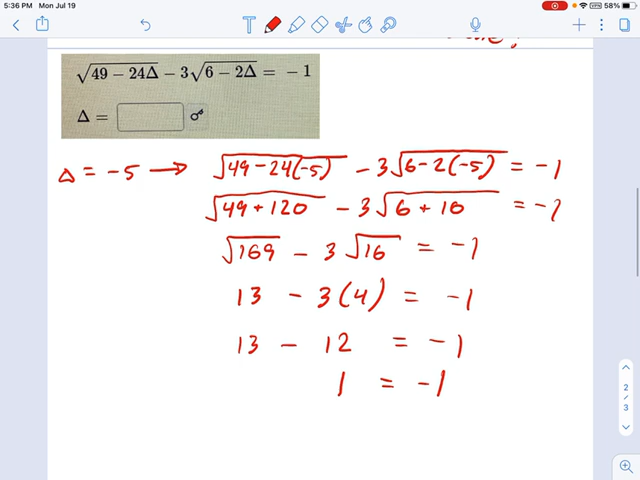 5:36 PM Mon Jul 19
58%
√49 − 24Δ − 3√6 − 2Δ = −1
Δ =
Δ = −5 → √49 − 24(−5) − 3√6 − 2(−5) = −1
√49 + 120 − 3√6 + 10 = −1
√169 − 3√16 = −1
13 − 3(4) = −1
13 − 12 = −1
1 = −1
2/3